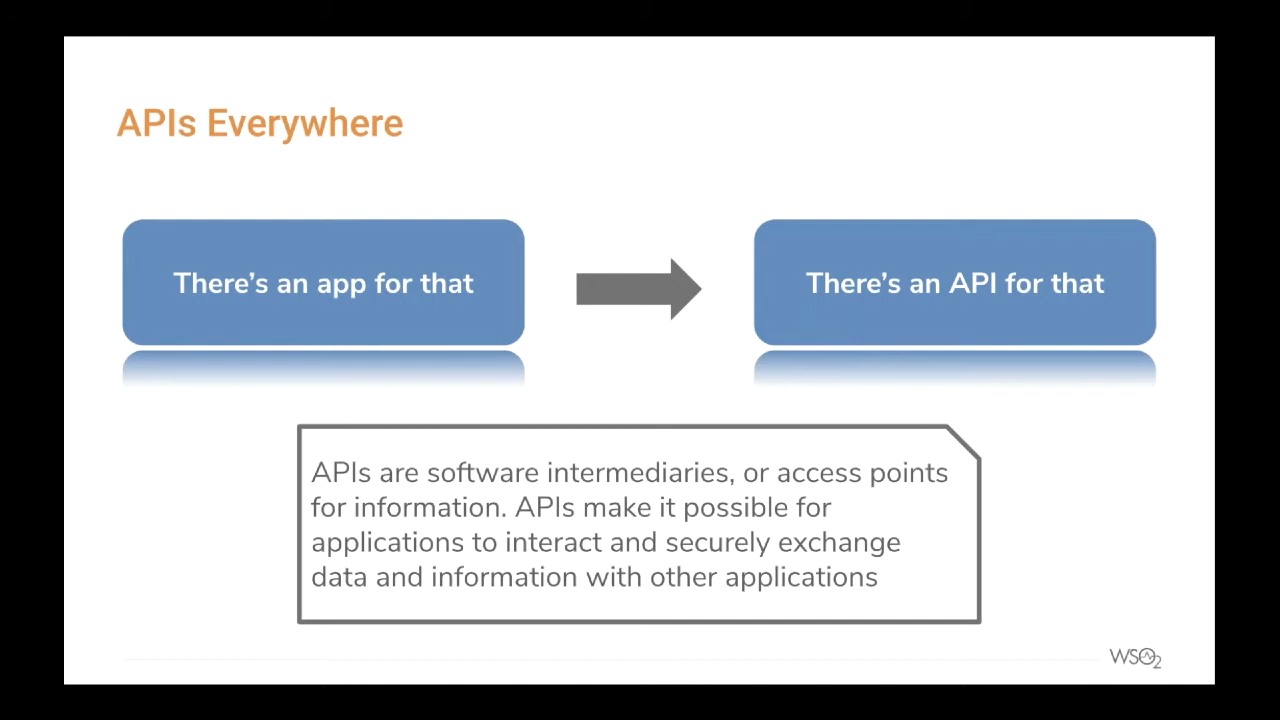 APIs Everywhere
There’s an app for that
There’s an API for that
APIs are software intermediaries, or access points
for information. APIs make it possible for
applications to interact and securely exchange
data and information with other applications
WSO2